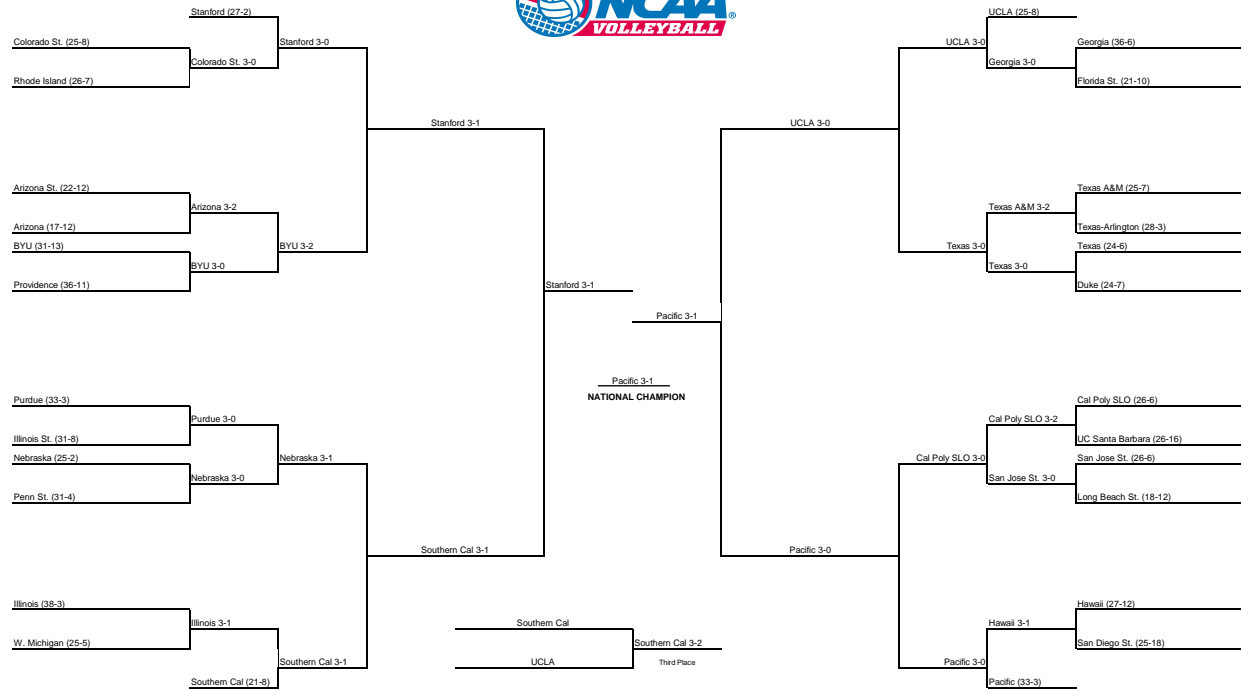 NCAA®
VOLLEYBALL
Stanford (27-2)
Colorado St. (25-8)
Stanford 3-0
Colorado St. 3-0
Rhode Island (26-7)
Stanford 3-1
Arizona St. (22-12)
Arizona 3-2
Arizona (17-12)
BYU (31-13)
BYU 3-2
BYU 3-0
Providence (36-11)
Stanford 3-1
Purdue (33-3)
Purdue 3-0
Illinois St. (31-8)
Nebraska (25-2)
Nebraska 3-1
Nebraska 3-0
Penn St. (31-4)
Southern Cal 3-1
Illinois (38-3)
Illinois 3-1
W. Michigan (25-5)
Southern Cal 3-1
Southern Cal (21-8)
Pacific 3-1
Pacific 3-1
NATIONAL CHAMPION
Southern Cal
Southern Cal 3-2
UCLA
Third Place
UCLA (25-8)
UCLA 3-0
Georgia (36-6)
Georgia 3-0
Florida St. (21-10)
UCLA 3-0
Texas A&M (25-7)
Texas A&M 3-2
Texas-Arlington (28-3)
Texas 3-0
Texas (24-6)
Texas 3-0
Duke (24-7)
Cal Poly SLO (26-6)
Cal Poly SLO 3-2
UC Santa Barbara (26-16)
Cal Poly SLO 3-0
San Jose St. (26-6)
San Jose St. 3-0
Long Beach St. (18-12)
Pacific 3-0
Hawaii (27-12)
Hawaii 3-1
San Diego St. (25-18)
Pacific 3-0
Pacific (33-3)